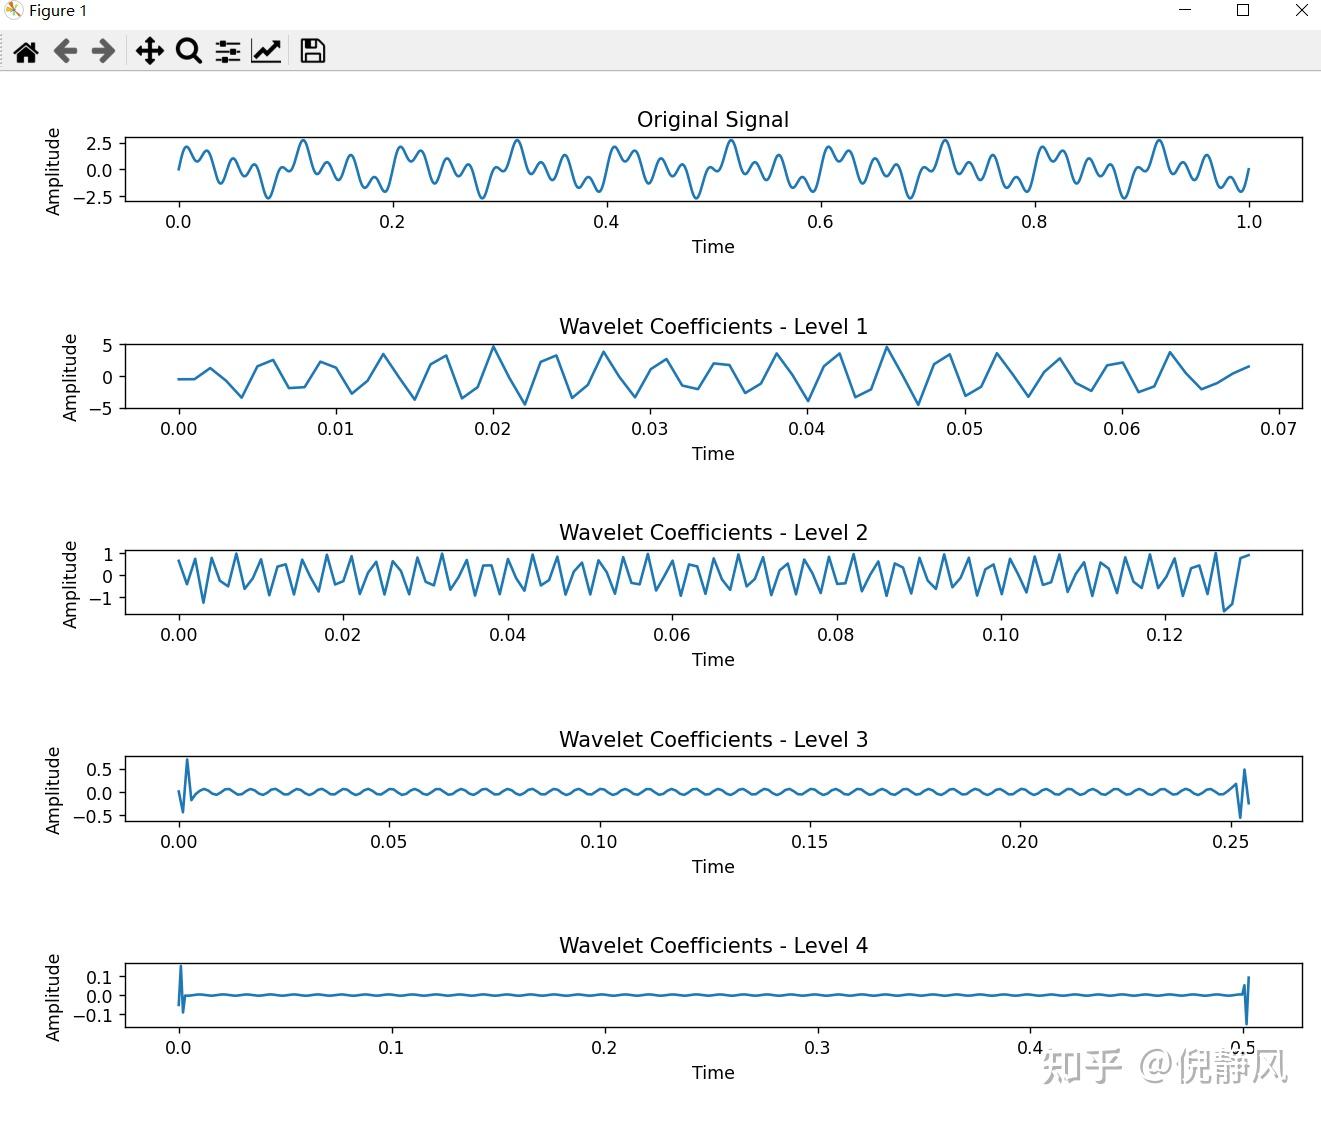 Figure 1
Original Signal
Amplitude
2.5
0.0
−2.5
0.0 0.2 0.4 0.6 0.8 1.0
Time
Wavelet Coefficients - Level 1
Amplitude
5
0
−5
0.00 0.01 0.02 0.03 0.04 0.05 0.06 0.07
Time
Wavelet Coefficients - Level 2
Amplitude
1
0
−1
0.00 0.02 0.04 0.06 0.08 0.10 0.12
Time
Wavelet Coefficients - Level 3
Amplitude
0.5
0.0
−0.5
0.00 0.05 0.10 0.15 0.20 0.25
Time
Wavelet Coefficients - Level 4
Amplitude
0.1
0.0
−0.1
0.0 0.1 0.2 0.3 0.4 0.5
Time
知乎 @倪静风